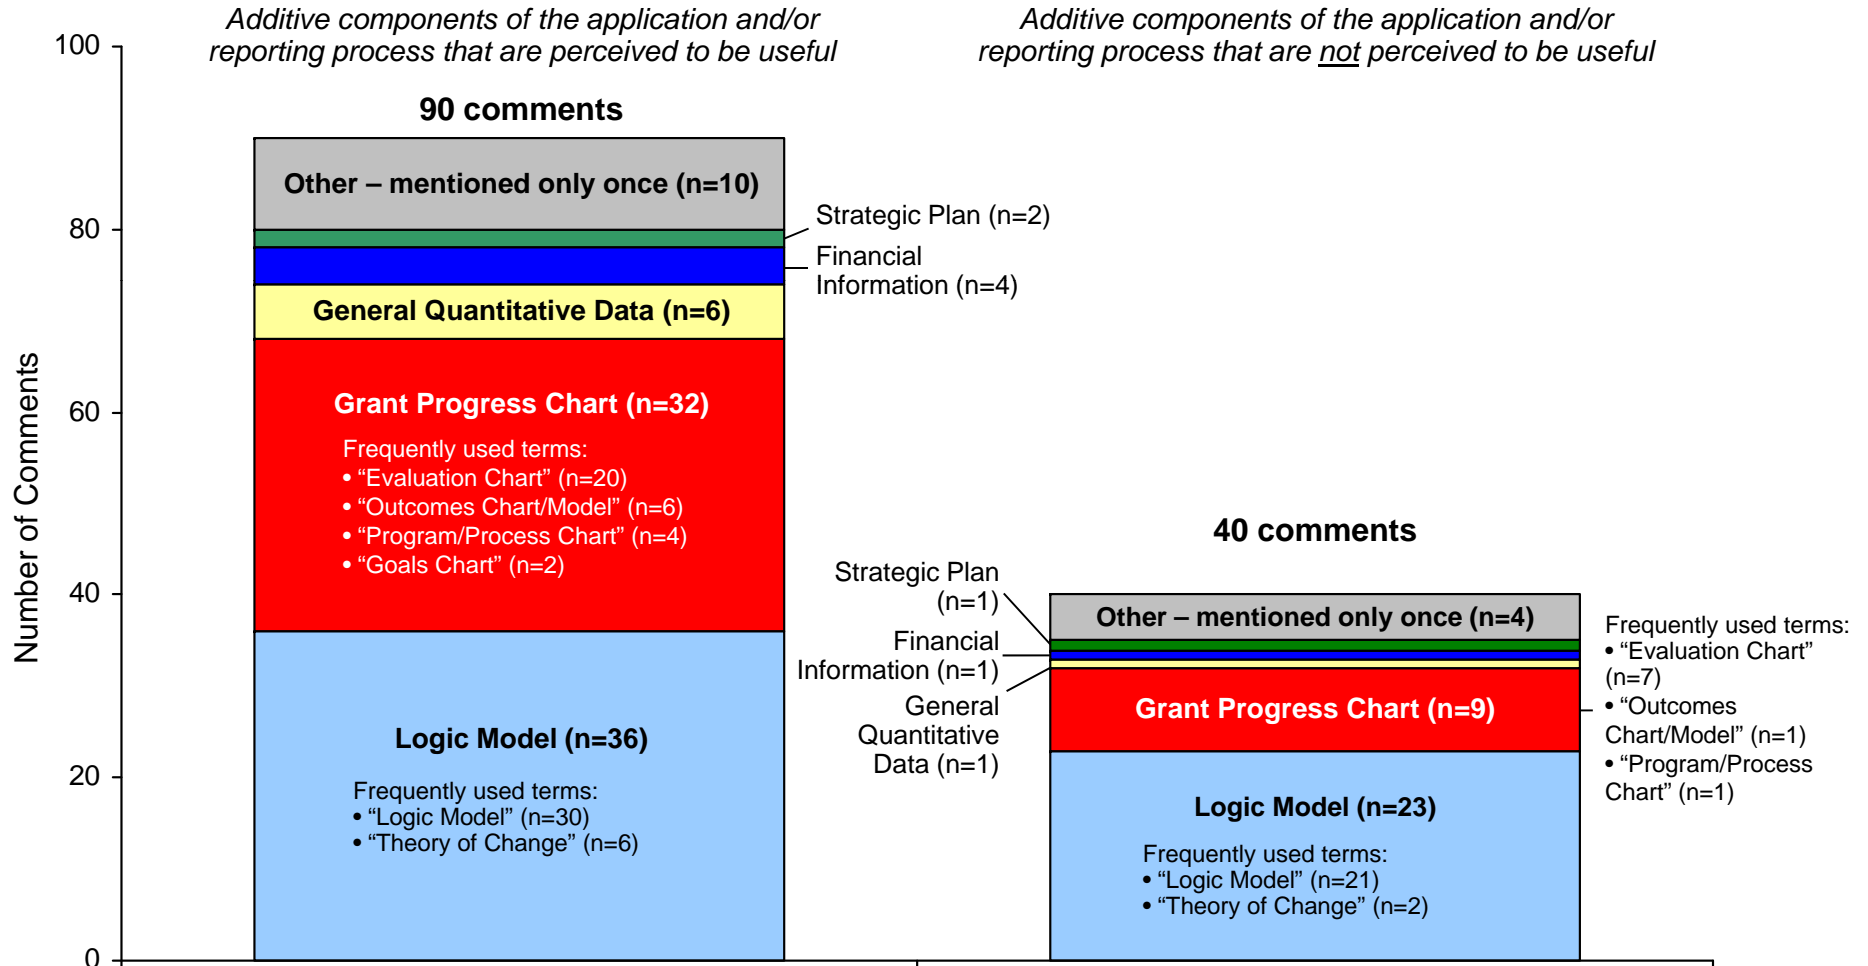 Additive components of the application and/or
reporting process that are perceived to be useful
Additive components of the application and/or
reporting process that are not perceived to be useful
Number of Comments
100
80
60
40
20
0
90 comments
Other – mentioned only once (n=10)
Strategic Plan (n=2)
Financial
Information (n=4)
General Quantitative Data (n=6)
Grant Progress Chart (n=32)
Frequently used terms:
• “Evaluation Chart” (n=20)
• “Outcomes Chart/Model” (n=6)
• “Program/Process Chart” (n=4)
• “Goals Chart” (n=2)
Logic Model (n=36)
Frequently used terms:
• “Logic Model” (n=30)
• “Theory of Change” (n=6)
40 comments
Strategic Plan
(n=1)
Financial
Information (n=1)
General
Quantitative
Data (n=1)
Other – mentioned only once (n=4)
Grant Progress Chart (n=9)
Frequently used terms:
• “Evaluation Chart”
(n=7)
• “Outcomes
Chart/Model” (n=1)
• “Program/Process
Chart” (n=1)
Logic Model (n=23)
Frequently used terms:
• “Logic Model” (n=21)
• “Theory of Change” (n=2)